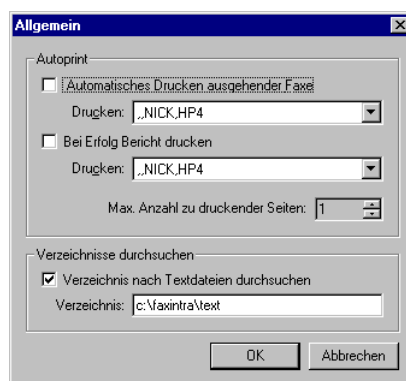 Allgemein
Autoprint
Automatisches Drucken ausgehender Faxe
Drucken: ,,NICK,HP4
Bei Erfolg Bericht drucken
Drucken: ,,NICK,HP4
Max. Anzahl zu druckender Seiten: 1
Verzeichnisse durchsuchen
Verzeichnis nach Textdateien durchsuchen
Verzeichnis: c:\faxintra\text
OK Abbrechen